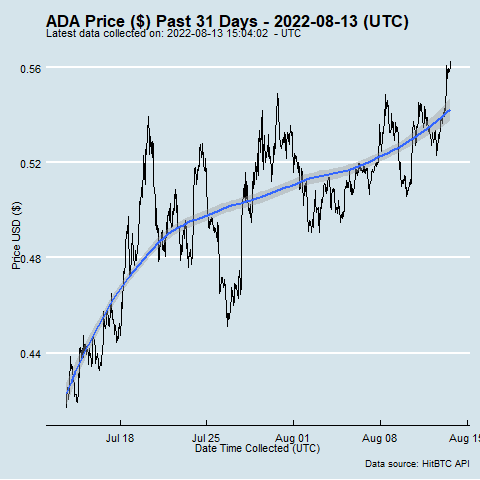 ADA Price ($) Past 31 Days - 2022-08-13 (UTC)
Latest data collected on: 2022-08-13 15:04:02 - UTC
0.56
0.52
0.48
0.44
Price USD ($)
Jul 18 Jul 25 Aug 01 Aug 08 Aug 15
Date Time Collected (UTC)
Data source: HitBTC API